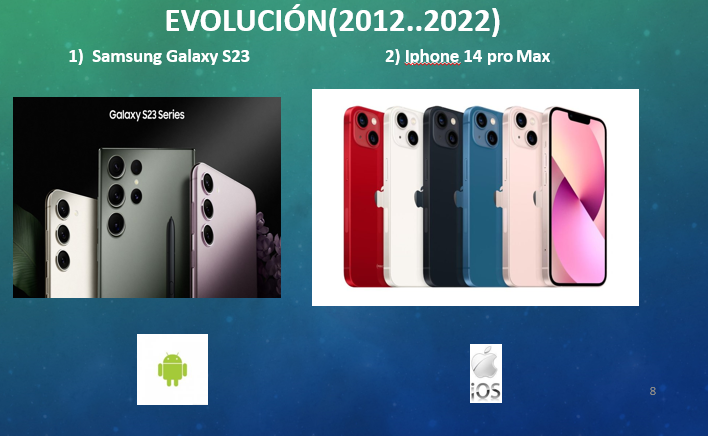 EVOLUCIÓN(2012..2022)
1) Samsung Galaxy S23
2) Iphone 14 pro Max
Galaxy S23 Series
iOS
8